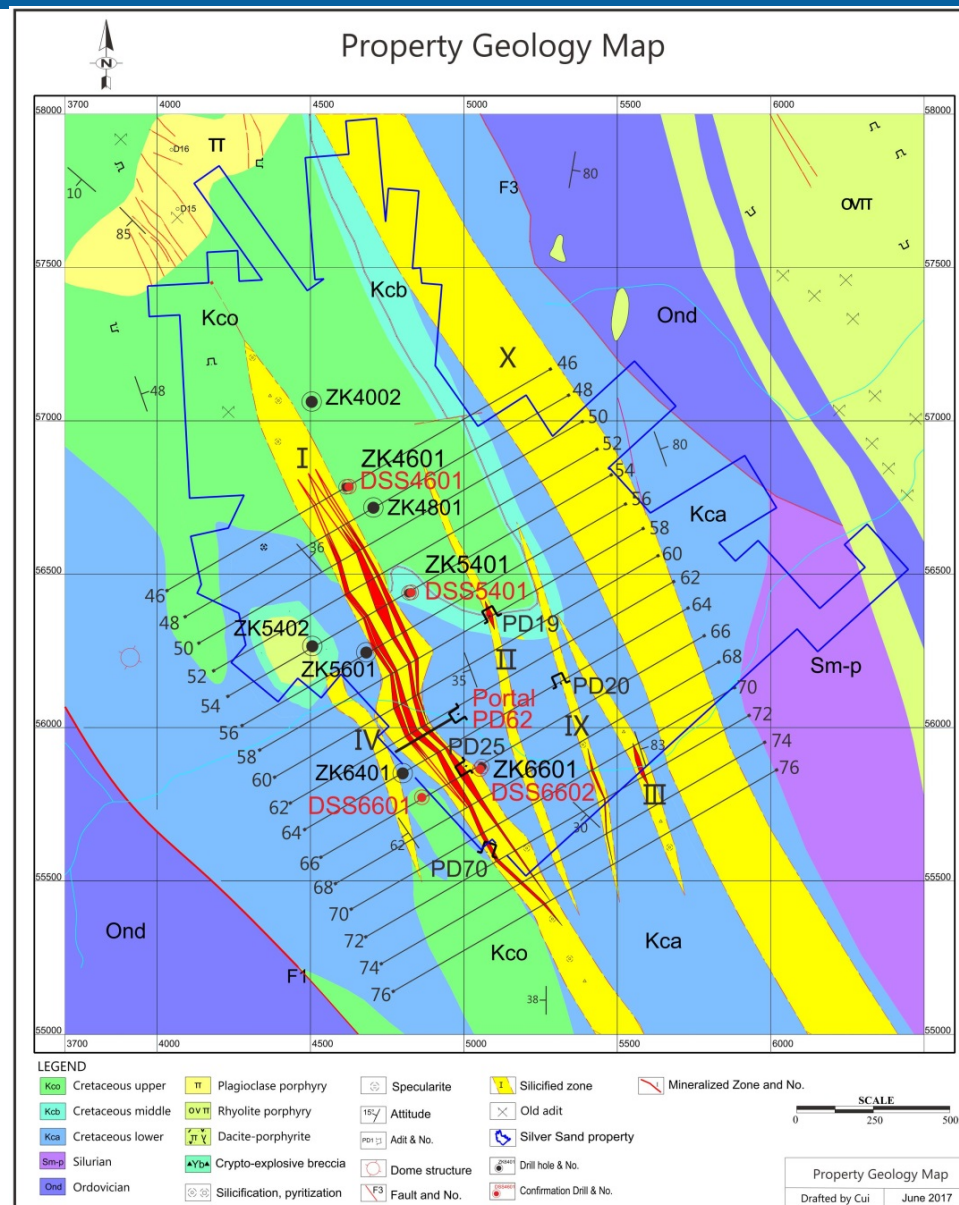 Property Geology Map
N
3700 4000 4500 5000 5500 6000
58000 58000
D16
π
80
F3
10
D15
85
OVπ
57500 57500
Kcb
Kco
Ond
X
46
48
48
57000 ZK4002 50 57000
I
52
80
ZK4601
DSS4601
54
ZK4801
56
Kca
58
36
ZK5401
60
56500 56500
46
DSS5401
62
48
PD19
64
ZK5402
50
66
52
ZK5601
II
68
54
35
PD20
Sm-p
70
56
Portal
56000 PD62 72 56000
58
IV
IX
83
PD25
74
60
ZK6401
ZK6601
76
62
DSS6601
DSS6602
III
64
30
66
62
PD70
55500 68 55500
70
Ond
72
Kco
Kca
74
F1
76
38
55000 55000
3700 4000 4500 5000 5500 6000
LEGEND
Kco Cretaceous upper
Kcb Cretaceous middle
Kca Cretaceous lower
Sm-p Silurian
Ond Ordovician
π Plagioclase porphyry
OVπ Rhyolite porphyry
Dacite-porphyrite
Yb Crypto-explosive breccia
Silicification, pyritization
Specularite
15 Attitude
PD1 Adit & No.
Dome structure
F3 Fault and No.
I Silicified zone
Old adit
Silver Sand property
ZK5401 Drill hole & No.
DSS4601 Confirmation Drill & No.
Mineralized Zone and No.
SCALE
0 250 500
Property Geology Map
Drafted by Cui June 2017